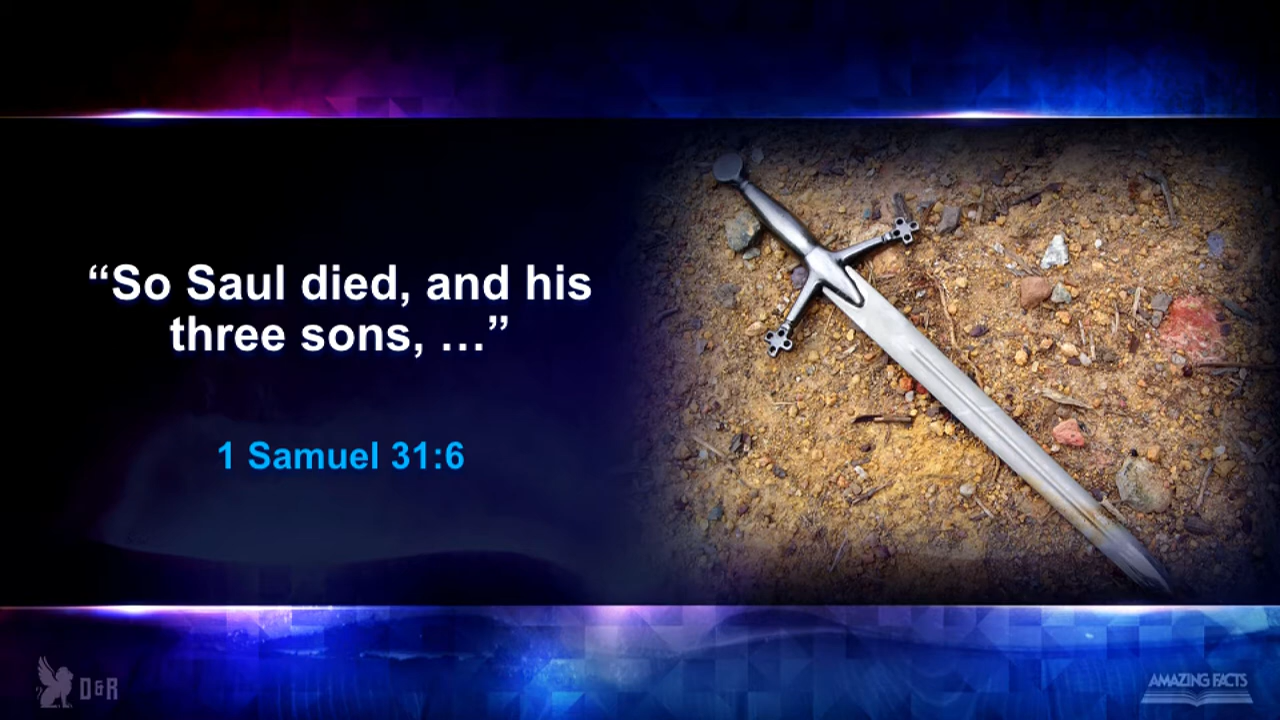 “So Saul died, and his
three sons, …”
1 Samuel 31:6
D&R
AMAZING FACTS